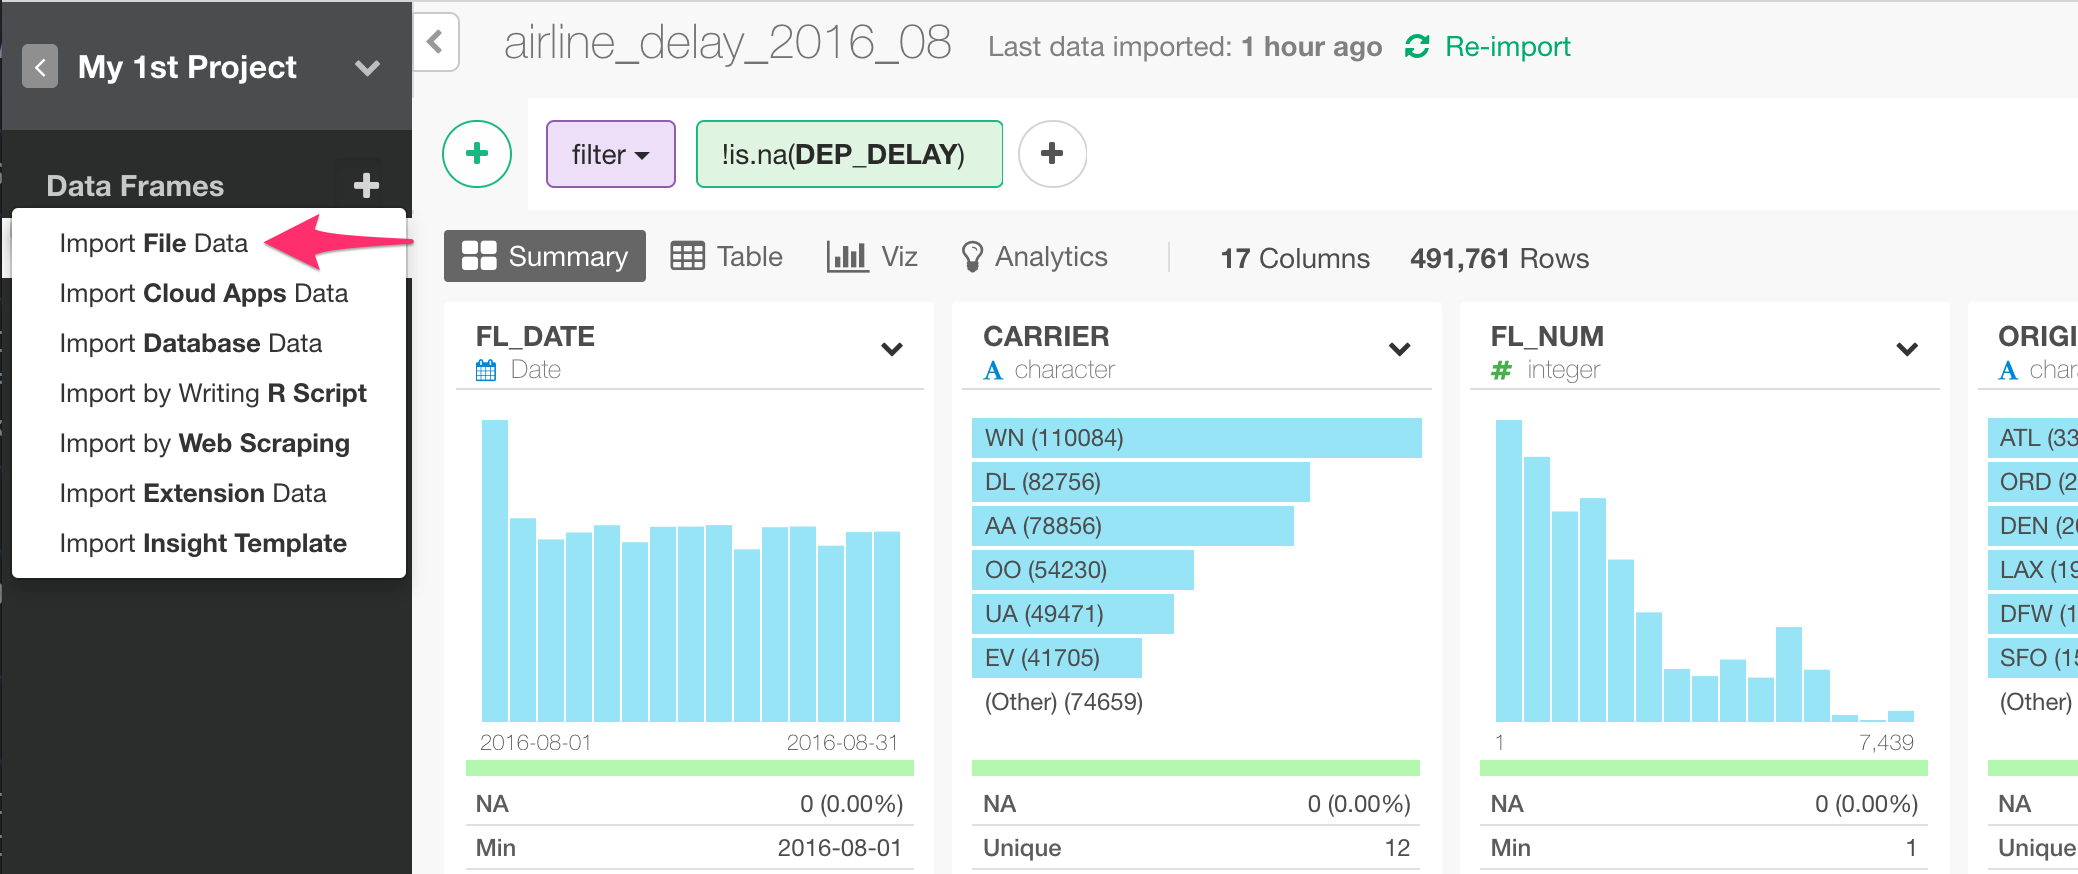 My 1st Project
airline_delay_2016_08 Last data imported: 1 hour ago Re-import
Data Frames
filter !is.na(DEP_DELAY)
Import File Data
Import Cloud Apps Data
Import Database Data
Import by Writing R Script
Import by Web Scraping
Import Extension Data
Import Insight Template
Summary Table Viz Analytics 17 Columns 491,761 Rows
FL_DATE
Date
2016-08-01 2016-08-31
NA 0 (0.00%)
Min 2016-08-01
CARRIER
A character
WN (110084)
DL (82756)
AA (78856)
OO (54230)
UA (49471)
EV (41705)
(Other) (74659)
NA 0 (0.00%)
Unique 12
FL_NUM
# integer
1 7,439
NA 0 (0.00%)
Min 1
ORIGI
A char
ATL (33
ORD (2
DEN (20
LAX (19
DFW (1
SFO (15
(Other)
NA
Unique